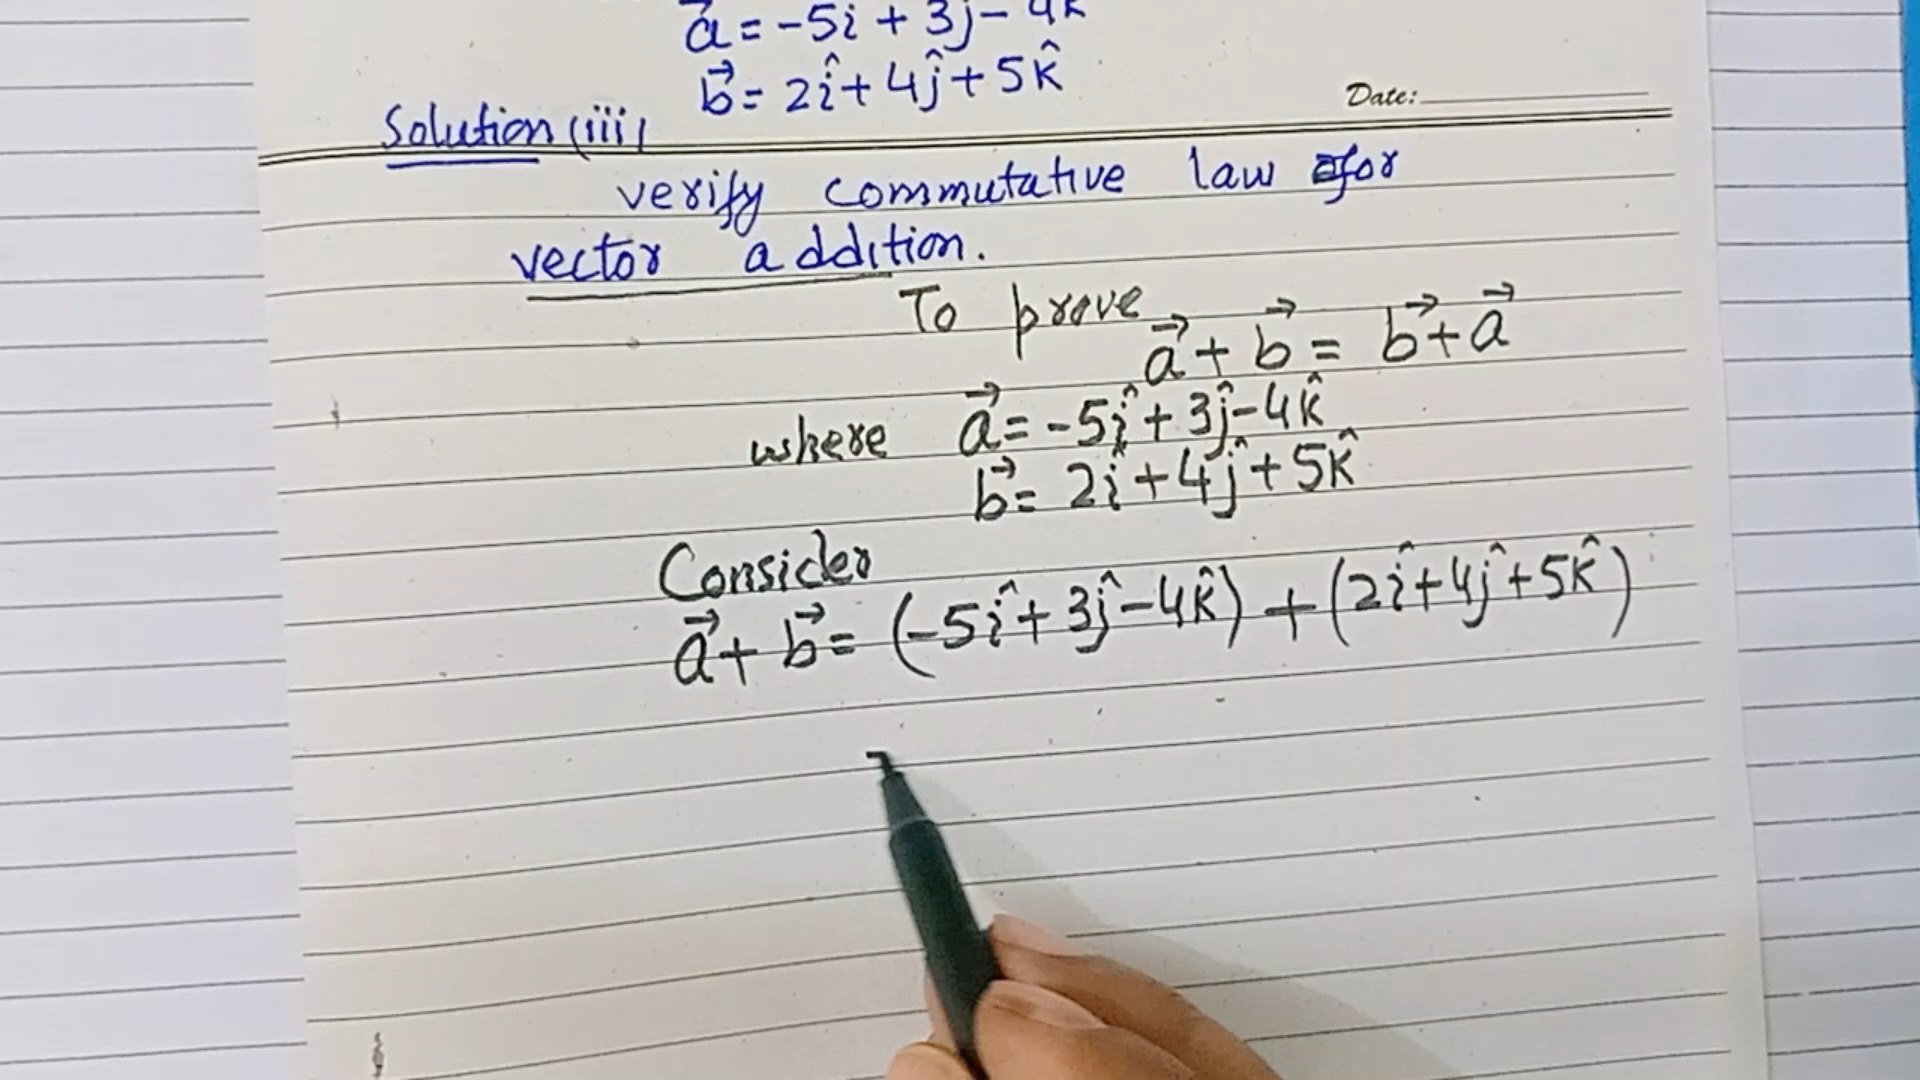 a⃗ = -5i + 3j - 4k
b⃗ = 2î + 4ĵ + 5k̂
Date:
Solution (iii)
verify commutative law for
vector addition.
To prove
a⃗ + b⃗ = b⃗ + a⃗
where a⃗ = -5î + 3ĵ - 4k̂
b⃗ = 2î + 4ĵ + 5k̂
Consider
a⃗ + b⃗ = (-5î + 3ĵ - 4k̂) + (2î + 4ĵ + 5k̂)